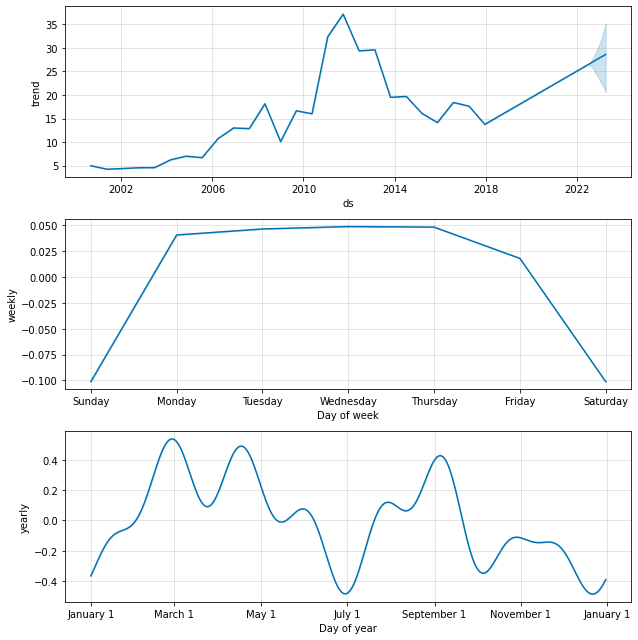 35
30
25
20
15
10
5
trend
2002 2006 2010 2014 2018 2022
ds
0.050
0.025
0.000
−0.025
−0.050
−0.075
−0.100
weekly
Sunday Monday Tuesday Wednesday Thursday Friday Saturday
Day of week
0.4
0.2
0.0
−0.2
−0.4
yearly
January 1 March 1 May 1 July 1 September 1 November 1 January 1
Day of year